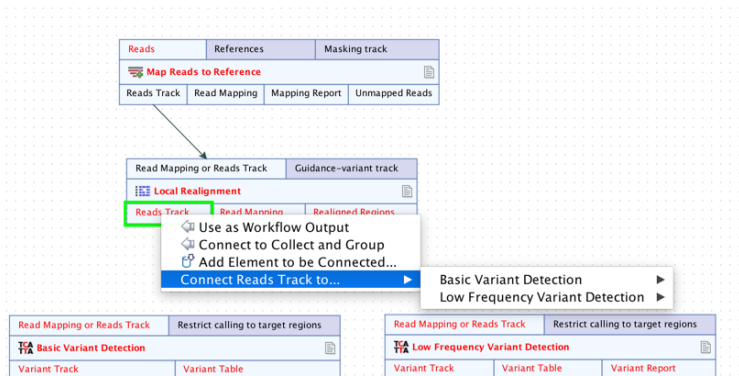 Reads References Masking track
Map Reads to Reference
Reads Track Read Mapping Mapping Report Unmapped Reads
Read Mapping or Reads Track Guidance-variant track
Local Realignment
Reads Track Read Mapping Realigned Regions
Use as Workflow Output
Connect to Collect and Group
Add Element to be Connected...
Connect Reads Track to...
Basic Variant Detection
Low Frequency Variant Detection
Read Mapping or Reads Track Restrict calling to target regions
Basic Variant Detection
Variant Track Variant Table
Read Mapping or Reads Track Restrict calling to target regions
Low Frequency Variant Detection
Variant Track Variant Table Variant Report